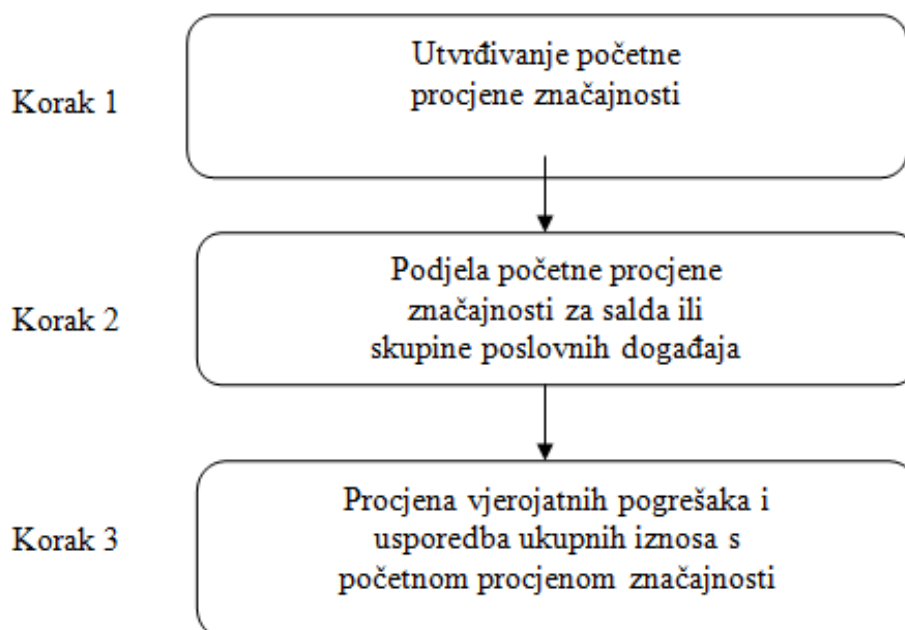 Korak 1
Utvrđivanje početne
procjene značajnosti
Korak 2
Podjela početne procjene
značajnosti za salda ili
skupine poslovnih događaja
Korak 3
Procjena vjerojatnih pogrešaka i
usporedba ukupnih iznosa s
početnom procjenom značajnosti